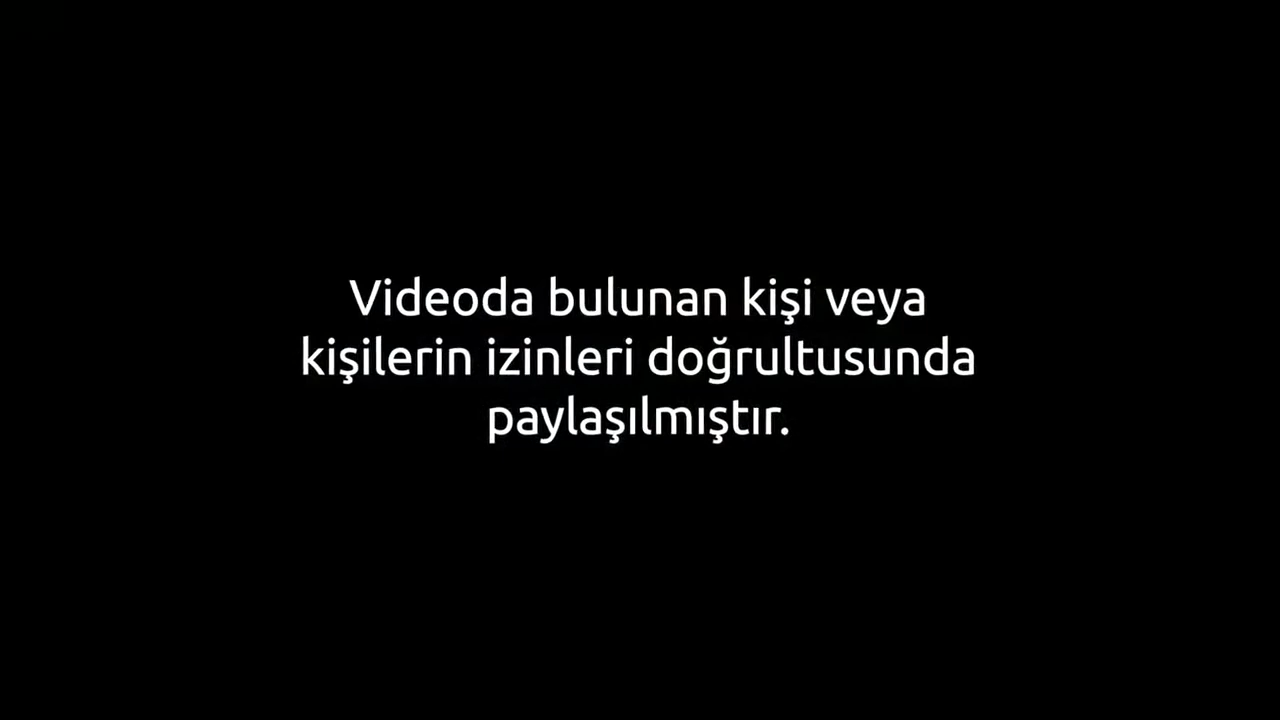 Videoda bulunan kişi veya
kişilerin izinleri doğrultusunda
paylaşılmıştır.